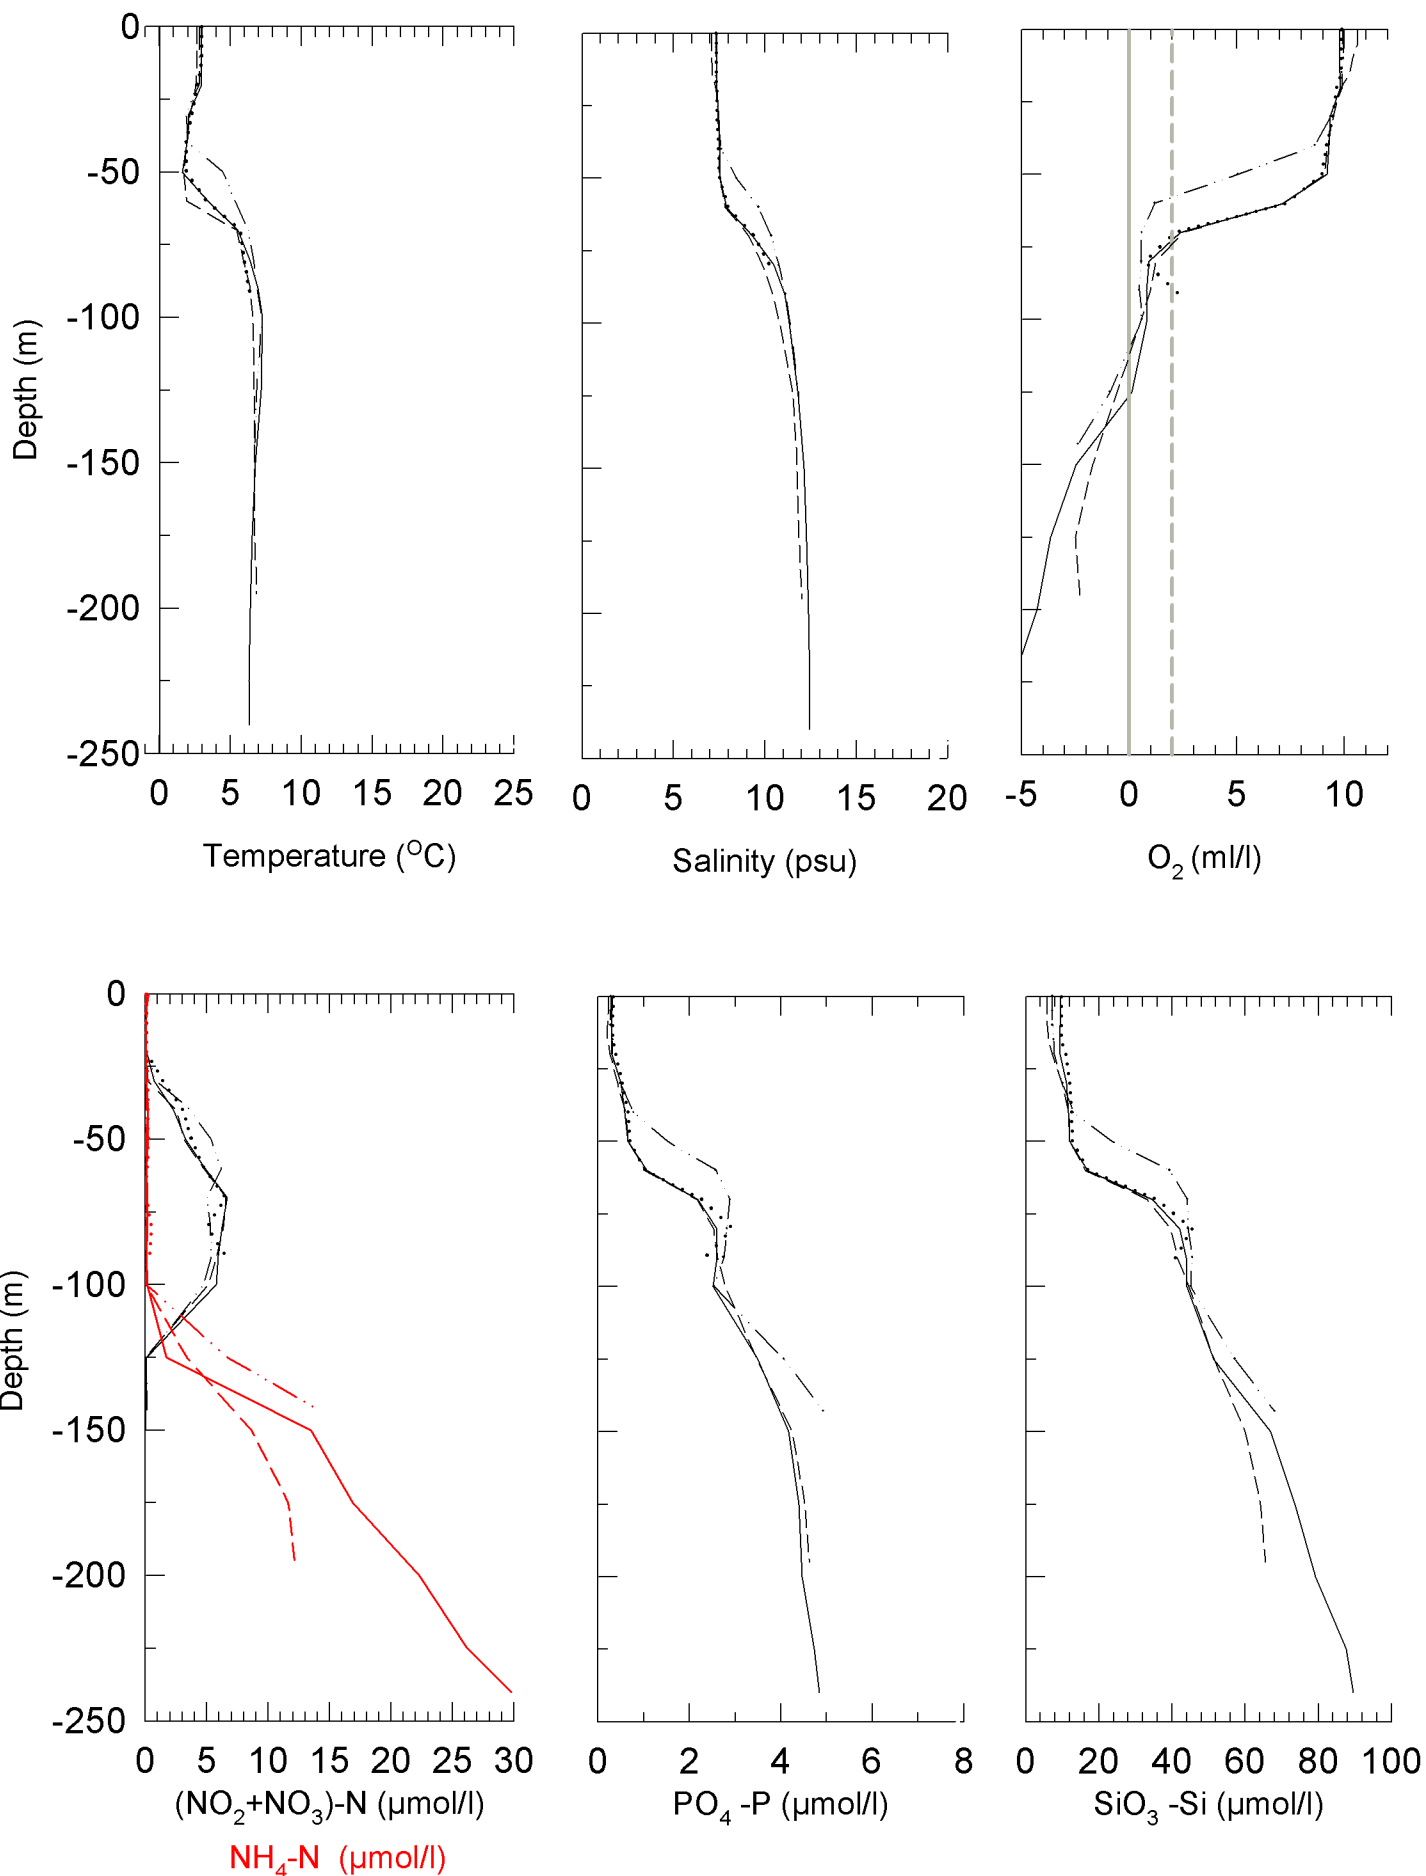 0
-50
-100
-150
-200
-250
Depth (m)
0 5 10 15 20 25
Temperature (°C)
0 5 10 15 20
Salinity (psu)
-5 0 5 10
O₂ (ml/l)
0
-50
-100
-150
-200
-250
Depth (m)
0 5 10 15 20 25 30
(NO₂+NO₃)-N (µmol/l)
NH₄-N (µmol/l)
0 2 4 6 8
PO₄ -P (µmol/l)
0 20 40 60 80 100
SiO₃ -Si (µmol/l)